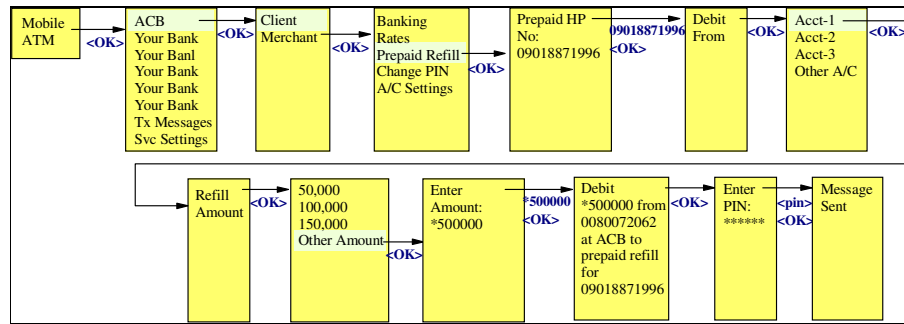 Mobile
ATM
<OK>
ACB
Your Bank
Your Banl
Your Bank
Your Bank
Your Bank
Tx Messages
Svc Settings
<OK>
Client
Merchant
<OK>
Banking
Rates
Prepaid Refill
Change PIN
A/C Settings
<OK>
Prepaid HP
No:
09018871996
09018871996
<OK>
Debit
From
<OK>
Acct-1
Acct-2
Acct-3
Other A/C
<OK>
Refill
Amount
<OK>
50,000
100,000
150,000
Other Amount
<OK>
Enter
Amount:
*500000
*500000
<OK>
Debit
*500000 from
0080072062
at ACB to
prepaid refill
for
09018871996
<OK>
Enter
PIN:
******
<pin>
<OK>
Message
Sent